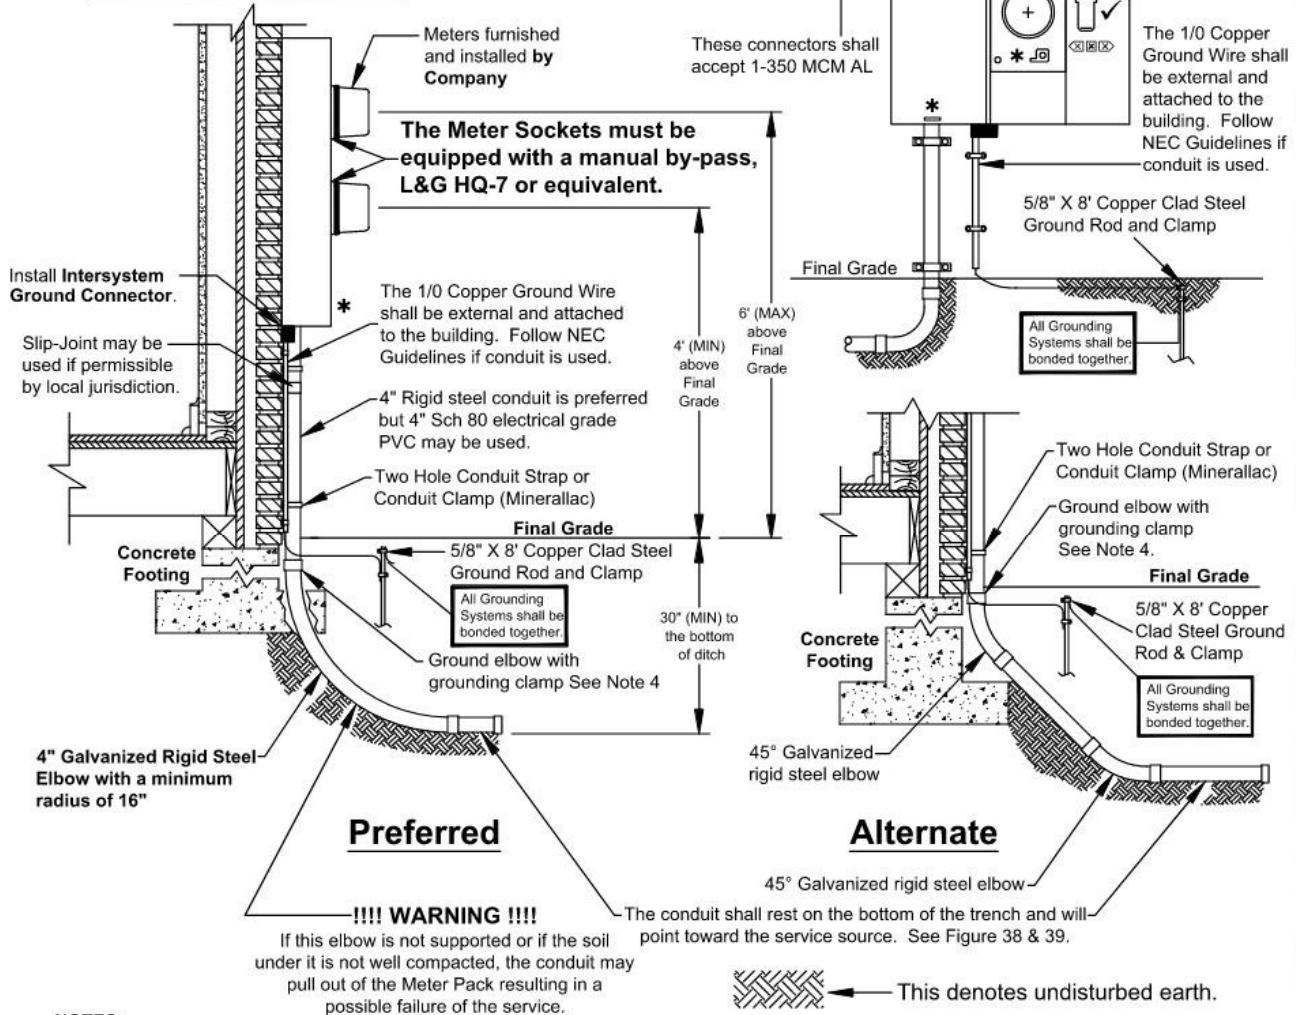 Meters furnished
and installed by
Company
The Meter Sockets must be
equipped with a manual by-pass,
L&G HQ-7 or equivalent.
Install Intersystem
Ground Connector.
Slip-Joint may be
used if permissible
by local jurisdiction.
*
The 1/0 Copper Ground Wire
shall be external and attached
to the building. Follow NEC
Guidelines if conduit is used.
4" Rigid steel conduit is preferred
but 4" Sch 80 electrical grade
PVC may be used.
Two Hole Conduit Strap or
Conduit Clamp (Minerallac)
4' (MIN)
above
Final
Grade
6' (MAX)
above
Final
Grade
Final Grade
Concrete
Footing
5/8" X 8' Copper Clad Steel
Ground Rod and Clamp
All Grounding
Systems shall be
bonded together.
30" (MIN) to
the bottom
of ditch
Ground elbow with
grounding clamp See Note 4
4" Galvanized Rigid Steel
Elbow with a minimum
radius of 16"
Preferred
!!!! WARNING !!!!
If this elbow is not supported or if the soil
under it is not well compacted, the conduit may
pull out of the Meter Pack resulting in a
possible failure of the service.
These connectors shall
accept 1-350 MCM AL
*
*
The 1/0 Copper
Ground Wire shall
be external and
attached to the
building. Follow
NEC Guidelines if
conduit is used.
5/8" X 8' Copper Clad Steel
Ground Rod and Clamp
Final Grade
All Grounding
Systems shall be
bonded together.
Two Hole Conduit Strap or
Conduit Clamp (Minerallac)
Ground elbow with
grounding clamp
See Note 4.
Final Grade
5/8" X 8' Copper
Clad Steel Ground
Rod & Clamp
All Grounding
Systems shall be
bonded together.
Concrete
Footing
45° Galvanized
rigid steel elbow
Alternate
45° Galvanized rigid steel elbow
The conduit shall rest on the bottom of the trench and will
point toward the service source. See Figure 38 & 39.
This denotes undisturbed earth.